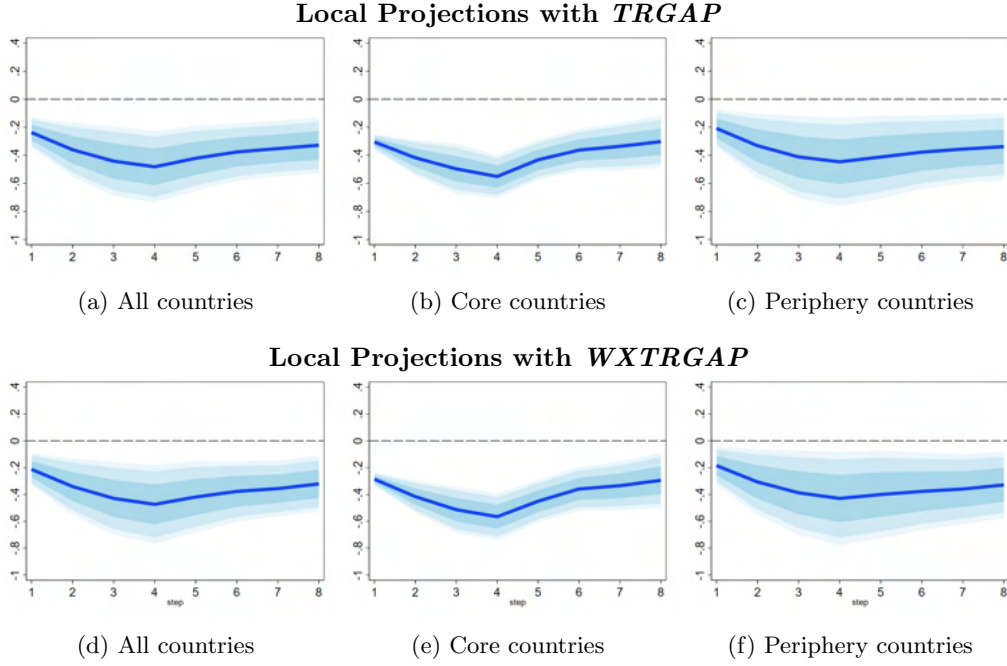 Local Projections with TRGAP
.4 .2 0 -.2 -.4 -.6 -.8 -1
1 2 3 4 5 6 7 8
(a) All countries
.4 .2 0 -.2 -.4 -.6 -.8 -1
1 2 3 4 5 6 7 8
(b) Core countries
.4 .2 0 -.2 -.4 -.6 -.8 -1
1 2 3 4 5 6 7 8
(c) Periphery countries
Local Projections with WXTRGAP
.4 .2 0 -.2 -.4 -.6 -.8 -1
1 2 3 4 5 6 7 8
step
(d) All countries
.4 .2 0 -.2 -.4 -.6 -.8 -1
1 2 3 4 5 6 7 8
step
(e) Core countries
.4 .2 0 -.2 -.4 -.6 -.8 -1
1 2 3 4 5 6 7 8
step
(f) Periphery countries